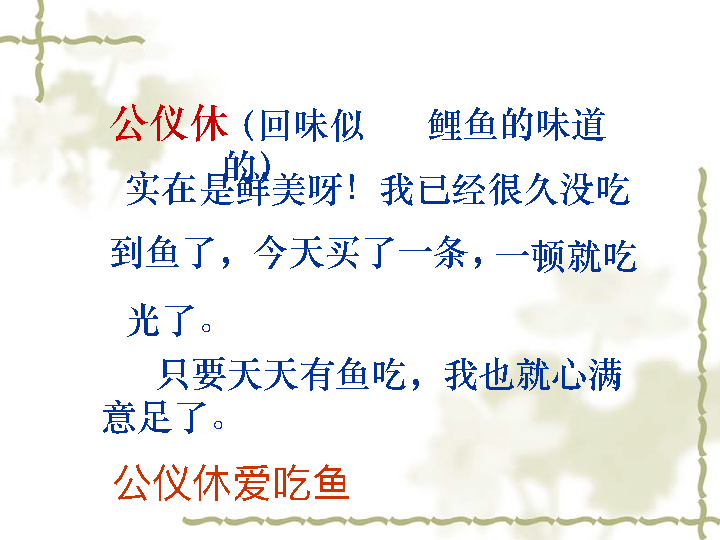 公仪休(回味似 鲤鱼的味道
的)
实在是鲜美呀!我已经很久没吃
到鱼了,今天买了一条,一顿就吃
光了。
只要天天有鱼吃,我也就心满
意足了。
公仪休爱吃鱼